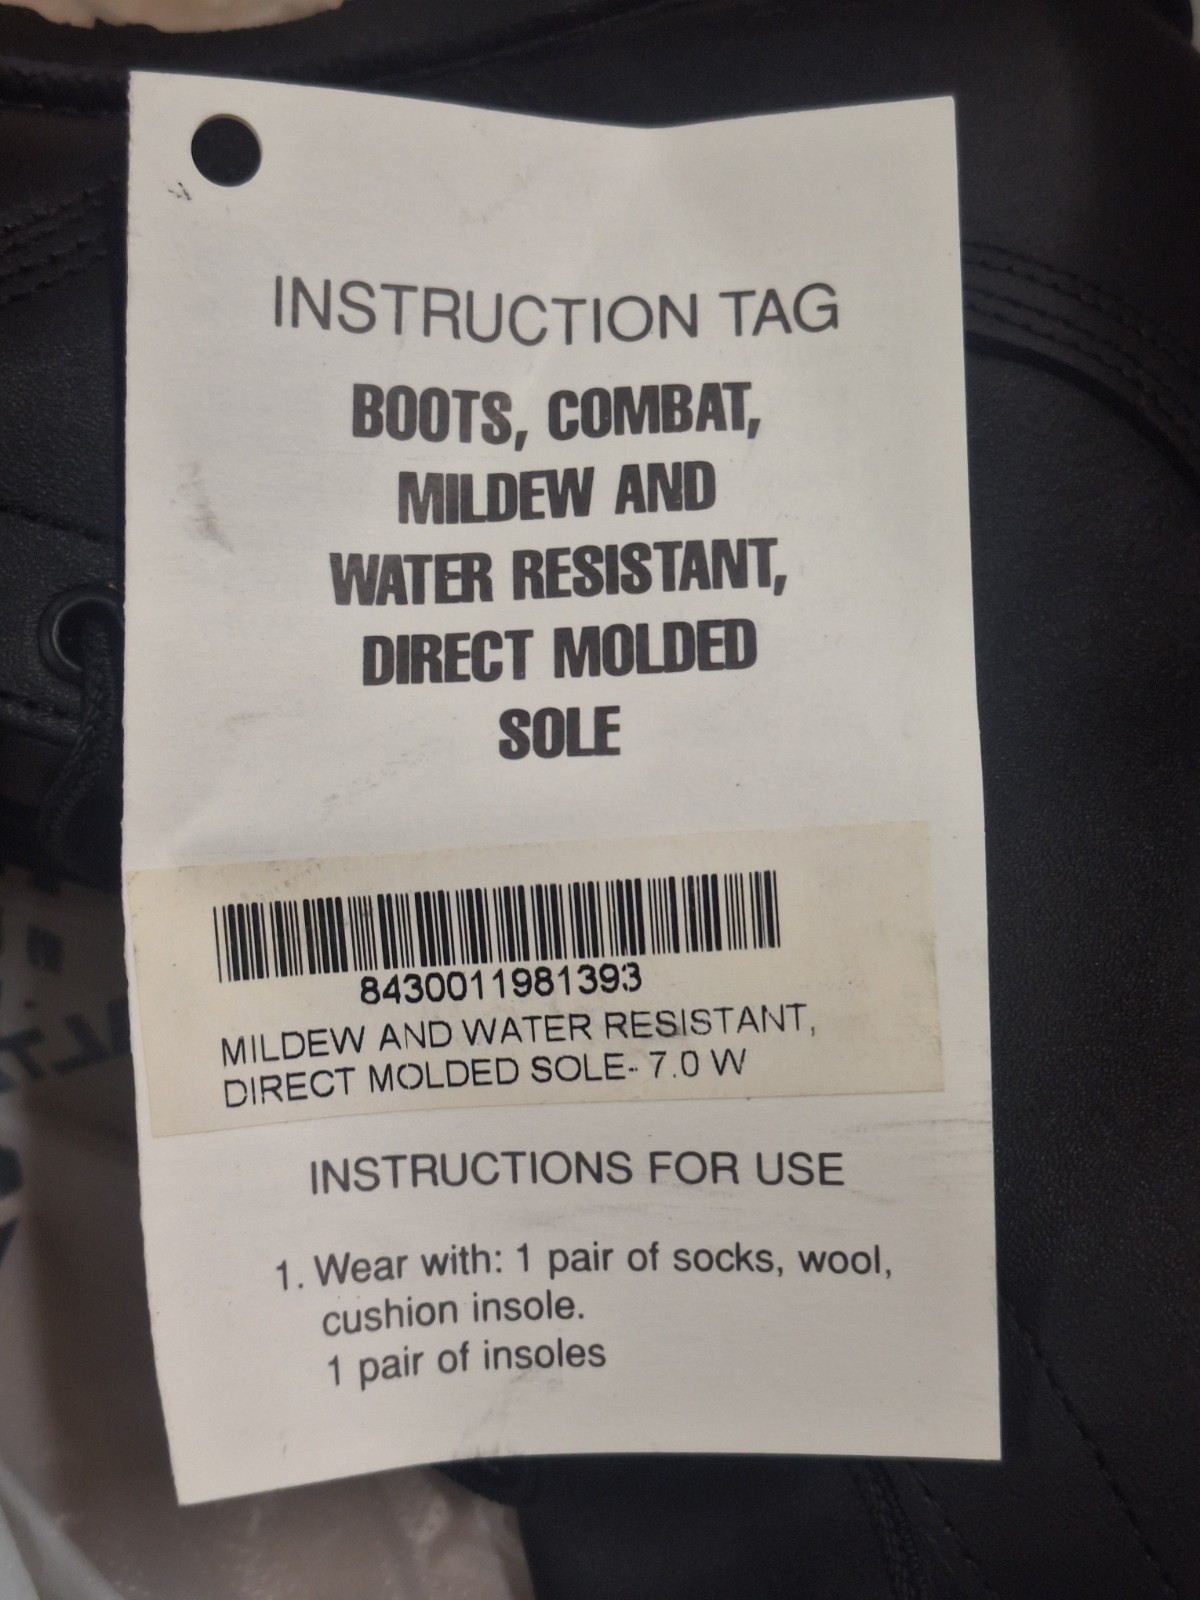 INSTRUCTION TAG
BOOTS, COMBAT,
MILDEW AND
WATER RESISTANT,
DIRECT MOLDED
SOLE
8430011981393
MILDEW AND WATER RESISTANT,
DIRECT MOLDED SOLE- 7.0 W
INSTRUCTIONS FOR USE
1. Wear with: 1 pair of socks, wool,
cushion insole.
1 pair of insoles